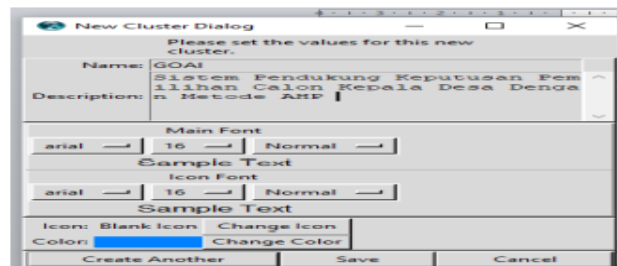 New Cluster Dialog
Please set the values for this new
cluster.
Name: GOAl
Description: Sistem Pendukung Keputusan Pem
ilihan Calon Kepala Desa Denga
n Metode AMP
Main Font
arial 16 Normal
Sample Text
Icon Font
arial 16 Normal
Sample Text
Icon: Blank Icon Change Icon
Color: Change Color
Create Another Save Cancel